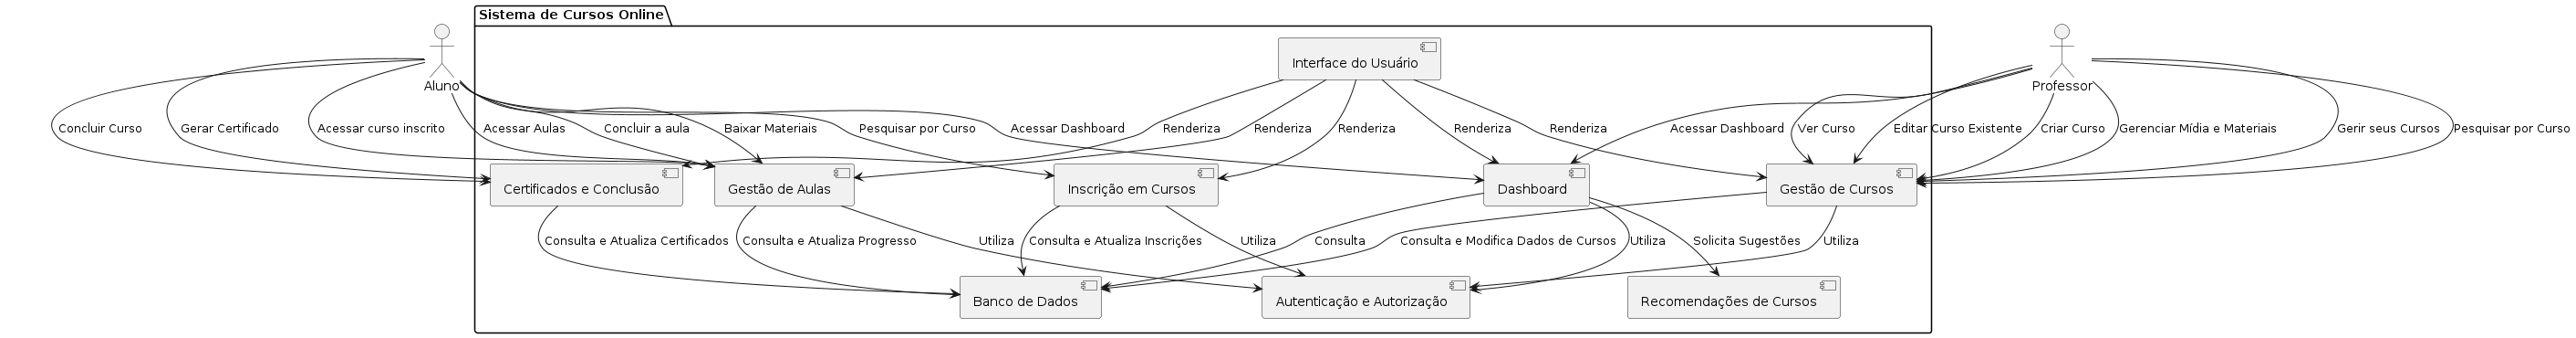 Sistema de Cursos Online
Aluno
Professor
Interface do Usuário
Concluir Curso
Gerar Certificado
Acessar curso inscrito
Acessar Aulas
Concluir a aula
Baixar Materiais
Pesquisar por Curso
Acessar Dashboard
Renderiza
Renderiza
Renderiza
Renderiza
Renderiza
Acessar Dashboard
Ver Curso
Editar Curso Existente
Criar Curso
Gerenciar Mídia e Materiais
Gerir seus Cursos
Pesquisar por Curso
Certificados e Conclusão
Gestão de Aulas
Inscrição em Cursos
Dashboard
Gestão de Cursos
Consulta e Atualiza Certificados
Consulta e Atualiza Progresso
Utiliza
Consulta e Atualiza Inscrições
Utiliza
Consulta
Consulta e Modifica Dados de Cursos
Utiliza
Solicita Sugestões
Utiliza
Banco de Dados
Autenticação e Autorização
Recomendações de Cursos